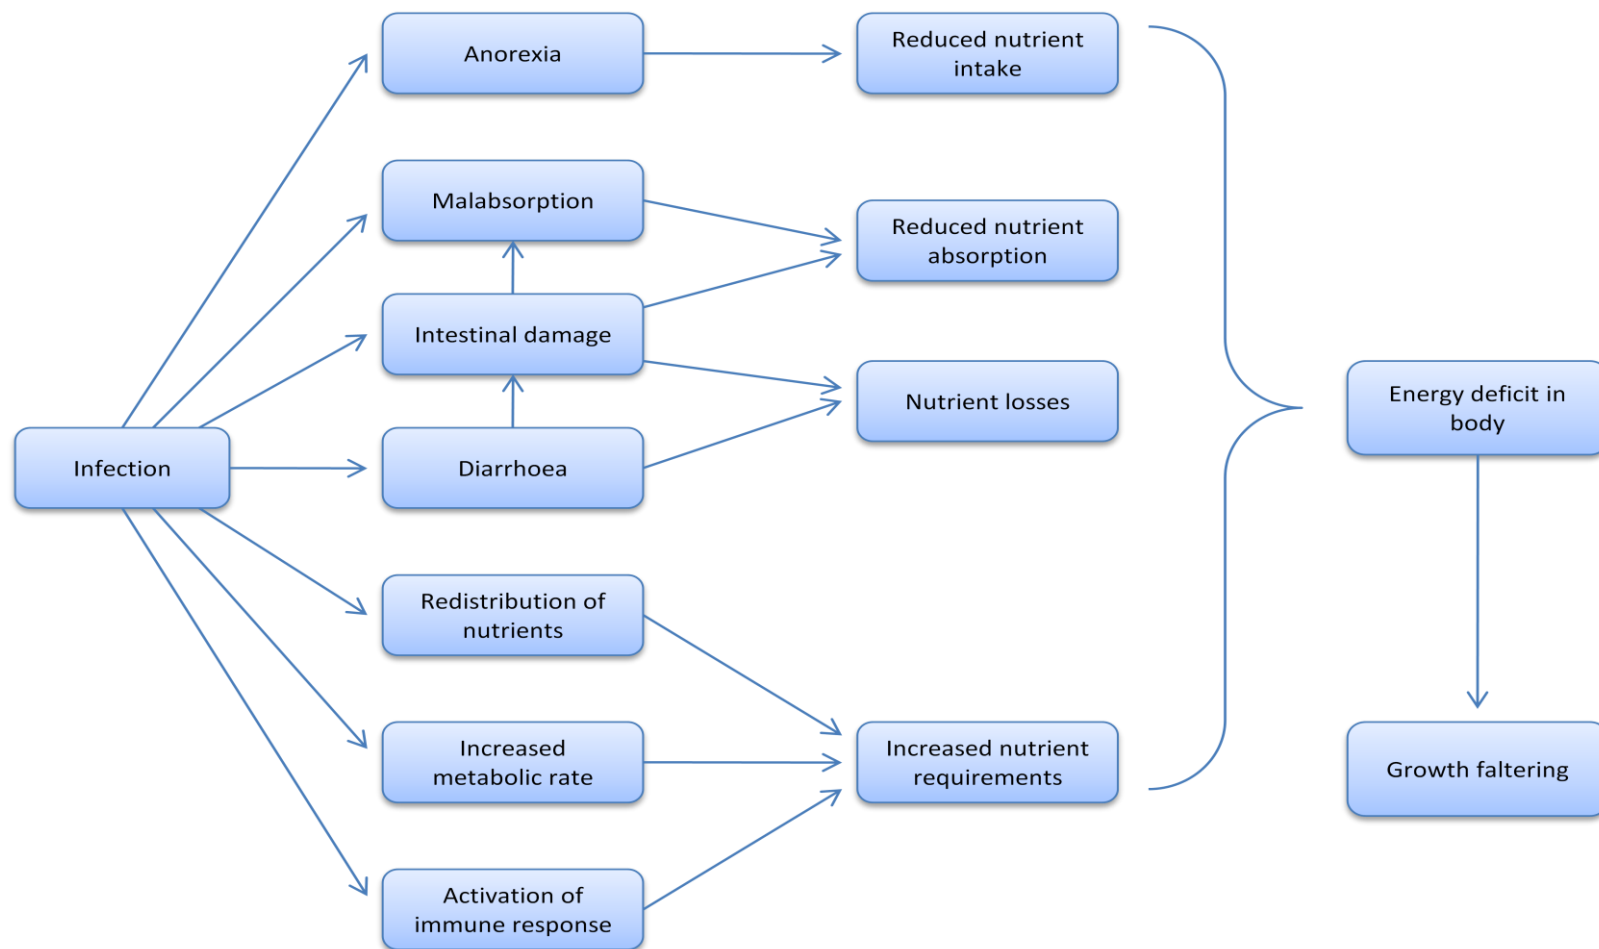 Anorexia
Reduced nutrient
intake
Malabsorption
Reduced nutrient
absorption
Intestinal damage
Nutrient losses
Energy deficit in
body
Infection
Diarrhoea
Redistribution of
nutrients
Increased
metabolic rate
Increased nutrient
requirements
Growth faltering
Activation of
immune response